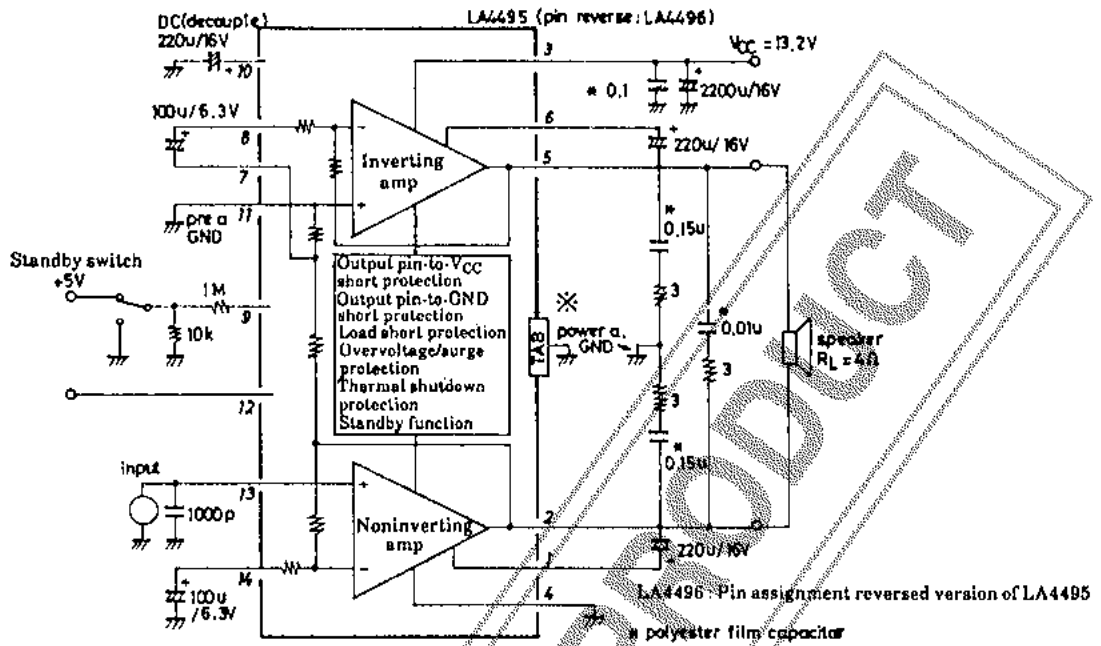 LA4495 (pin reverse: LA4496)
DC(decouple)
220u/16V
+ 10
3
VCC = 13.2V
* 0.1
+
2200u/16V
100u/6.3V
+
8
7
6
+
220u/16V
5
Inverting
amp
−
+
11
pre a
GND
*
0.15u
Standby switch
+5V
1M
9
10k
12
Output pin-to-VCC
short protection
Output pin-to-GND
short protection
Load short protection
Overvoltage/surge
protection
Thermal shutdown
protection
Standby function
※
TAB
power a.
GND
3
*
0.01u
3
speaker
RL = 4Ω
3
*
0.15u
input
13
1000p
+
Noninverting
amp
−
2
220u/16V
+
1
14
+
100u
/6.3V
4
LA4496: Pin assignment reversed version of LA4495
* polyester film capacitor
PRODUCT